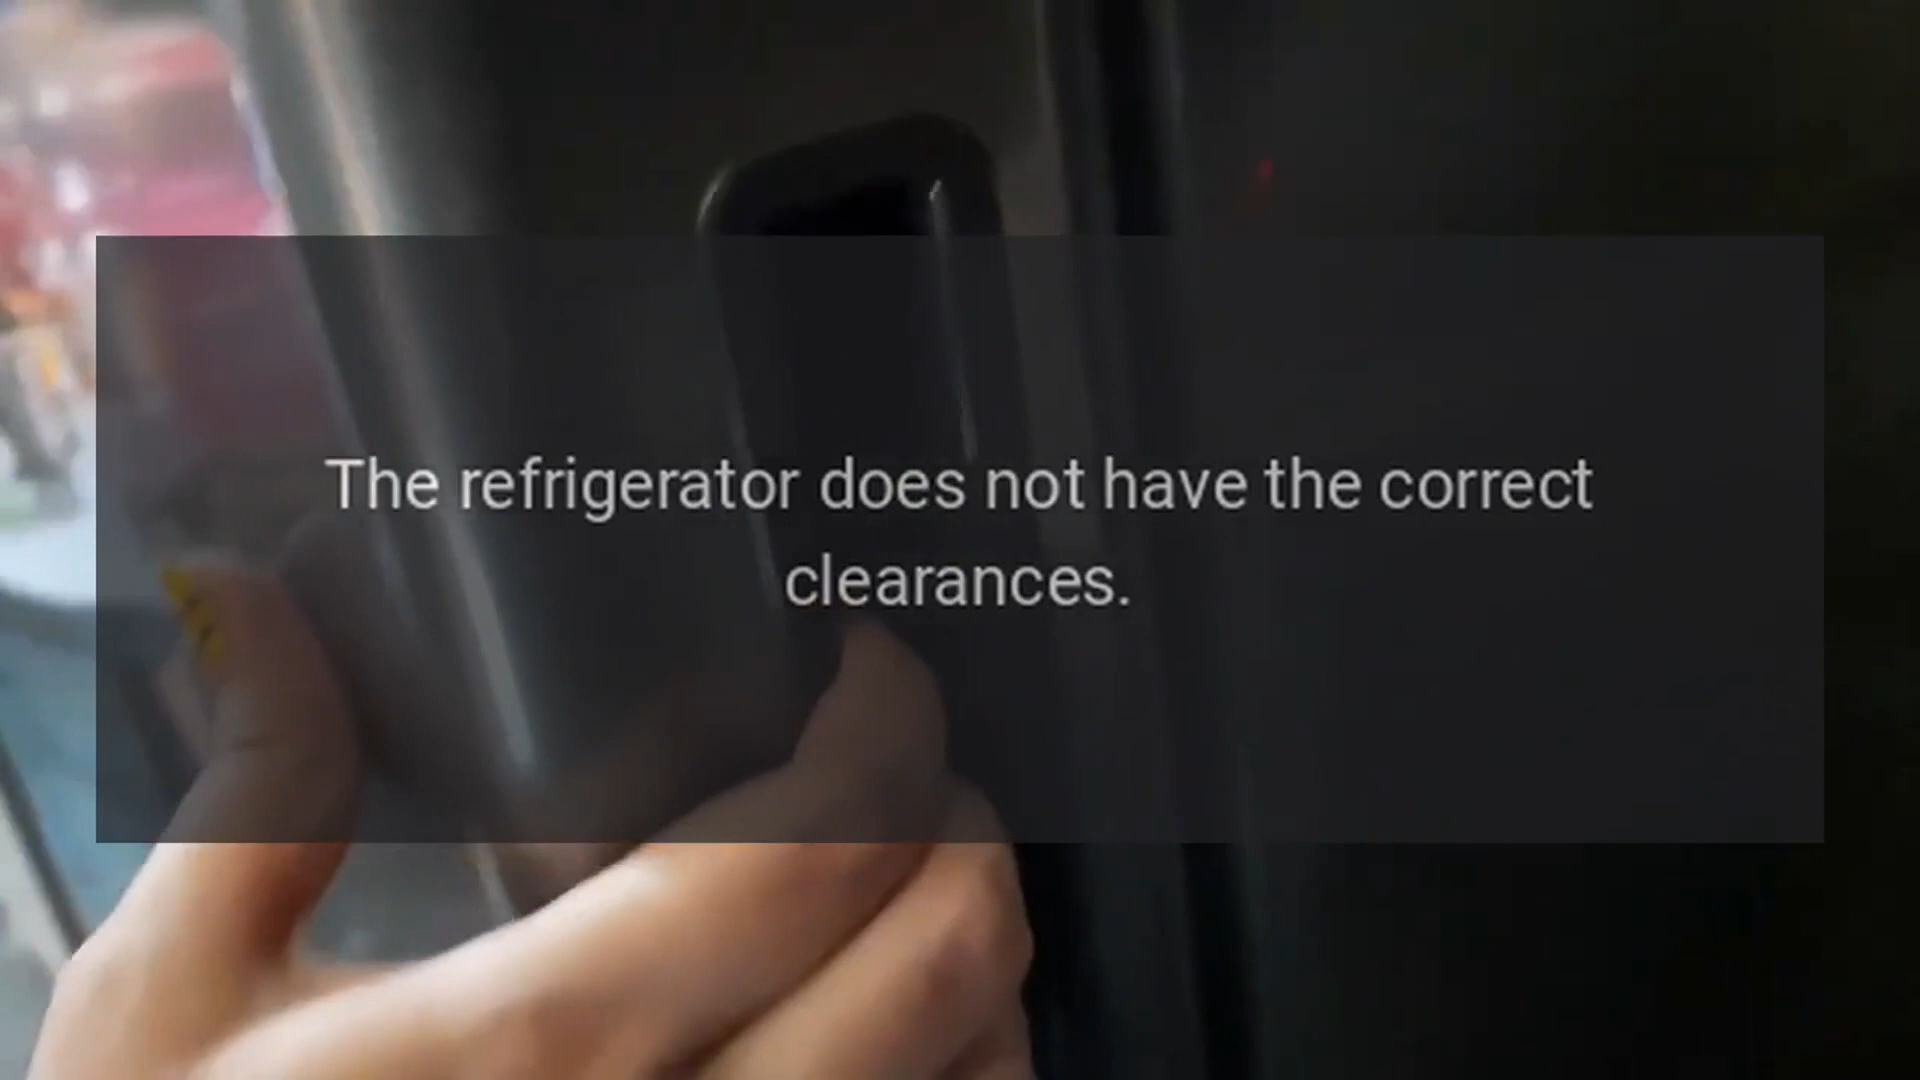 The refrigerator does not have the correct
clearances.